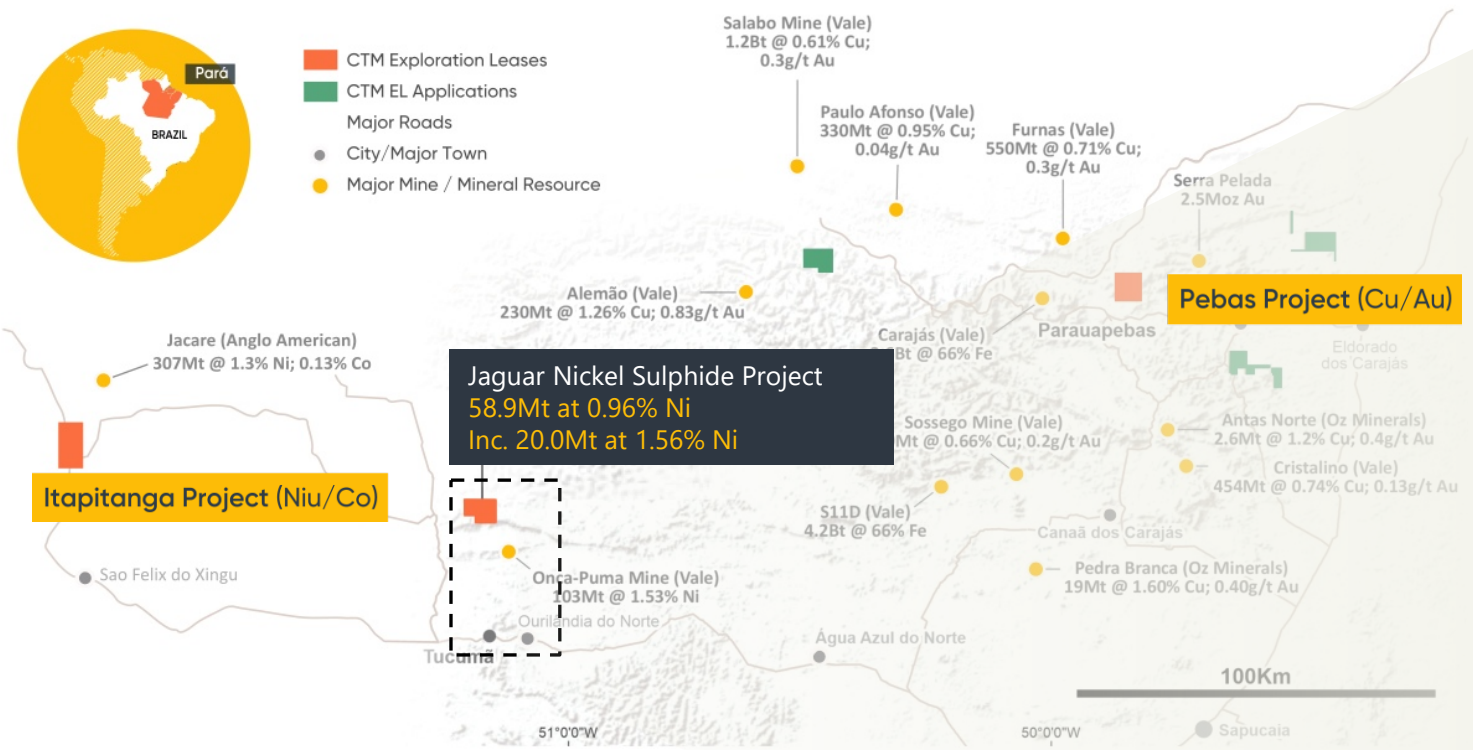 Pará
BRAZIL
CTM Exploration Leases
CTM EL Applications
Major Roads
City/Major Town
Major Mine / Mineral Resource
Salabo Mine (Vale)
1.2Bt @ 0.61% Cu;
0.3g/t Au
Paulo Afonso (Vale)
330Mt @ 0.95% Cu;
0.04g/t Au
Furnas (Vale)
550Mt @ 0.71% Cu;
0.3g/t Au
Serra Pelada
2.5Moz Au
Alemão (Vale)
230Mt @ 1.26% Cu; 0.83g/t Au
Pebas Project (Cu/Au)
Carajás (Vale)
Bt @ 66% Fe
Parauapebas
Eldorado
dos Carajás
Jacare (Anglo American)
307Mt @ 1.3% Ni; 0.13% Co
Jaguar Nickel Sulphide Project
58.9Mt at 0.96% Ni
Inc. 20.0Mt at 1.56% Ni
Sossego Mine (Vale)
Mt @ 0.66% Cu; 0.2g/t Au
Antas Norte (Oz Minerals)
2.6Mt @ 1.2% Cu; 0.4g/t Au
Cristalino (Vale)
454Mt @ 0.74% Cu; 0.13g/t Au
Itapitanga Project (Niu/Co)
S11D (Vale)
4.2Bt @ 66% Fe
Canaã dos Carajás
Sao Felix do Xingu
Onça-Puma Mine (Vale)
103Mt @ 1.53% Ni
Pedra Branca (Oz Minerals)
19Mt @ 1.60% Cu; 0.40g/t Au
Ourilandia do Norte
Tucumã
Água Azul do Norte
100Km
51°0'0"W
50°0'0"W
Sapucaia